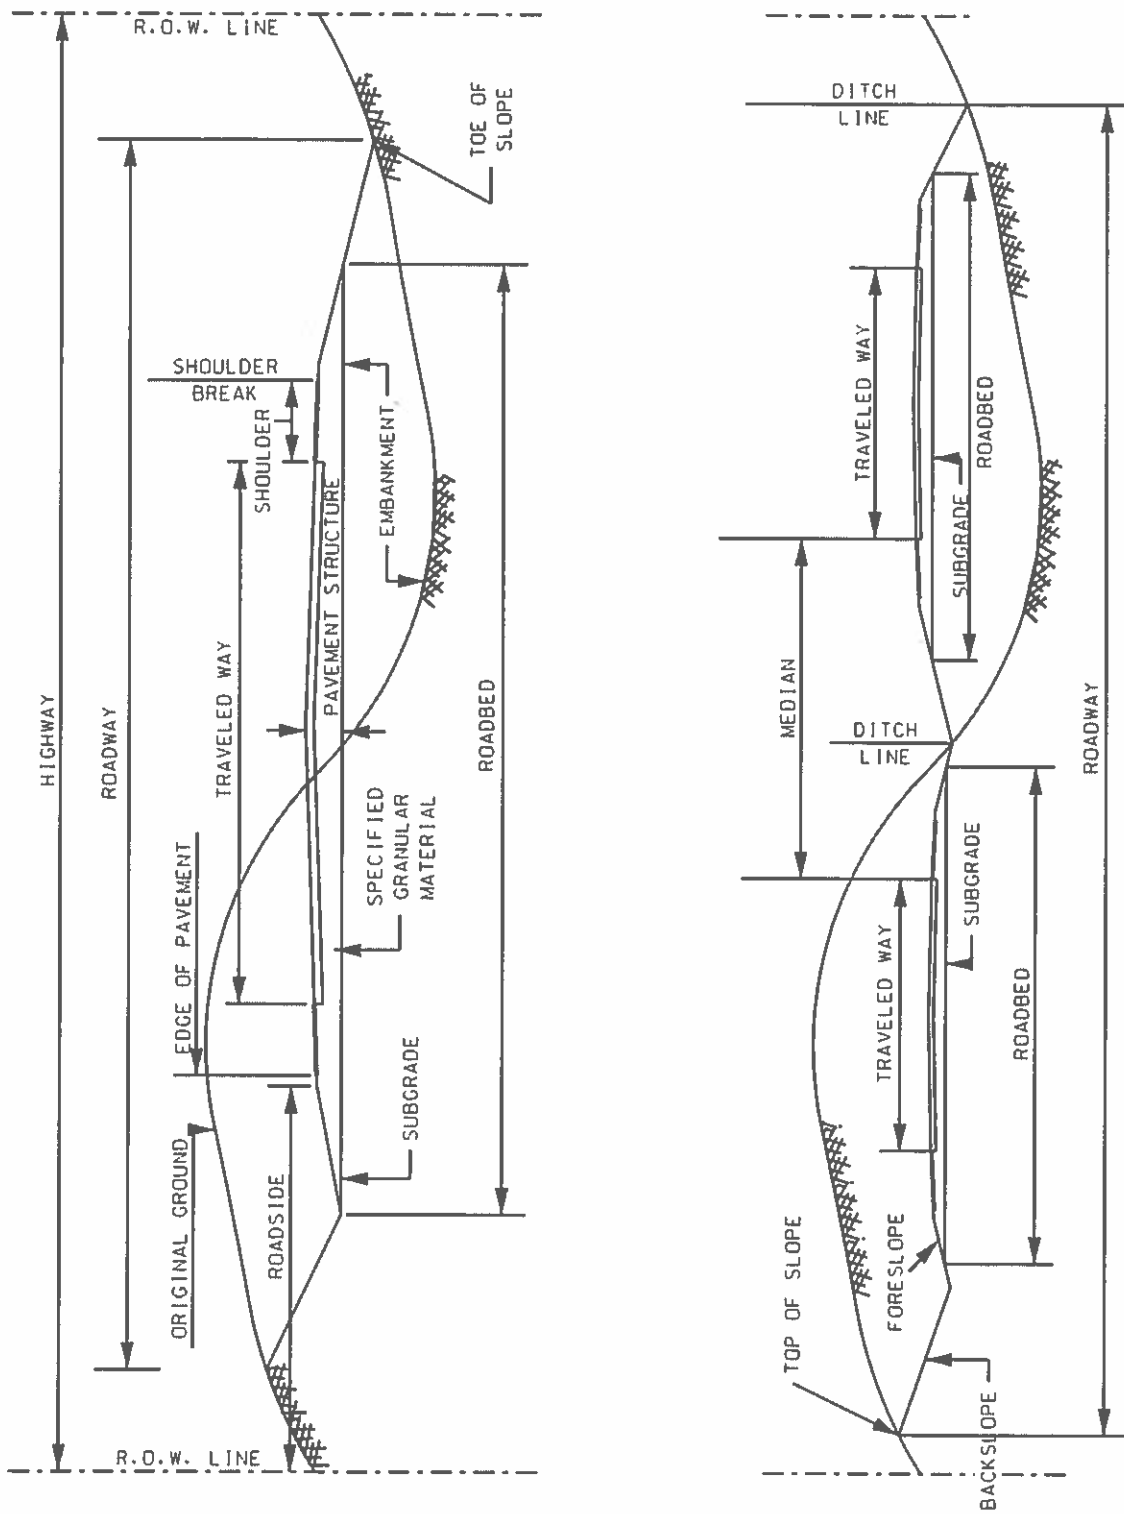 R.O.W. LINE
TOE OF
SLOPE
SHOULDER
BREAK
SHOULDER
EMBANKMENT
PAVEMENT STRUCTURE
TRAVELED WAY
HIGHWAY
ROADWAY
ROADBED
SPECIFIED
GRANULAR
MATERIAL
EDGE OF PAVEMENT
SUBGRADE
ORIGINAL GROUND
ROADSIDE
R.O.W. LINE
DITCH
LINE
TRAVELED WAY
ROADBED
SUBGRADE
MEDIAN
DITCH
LINE
ROADWAY
SUBGRADE
TRAVELED WAY
ROADBED
FORESLOPE
TOP OF SLOPE
BACKSLOPE